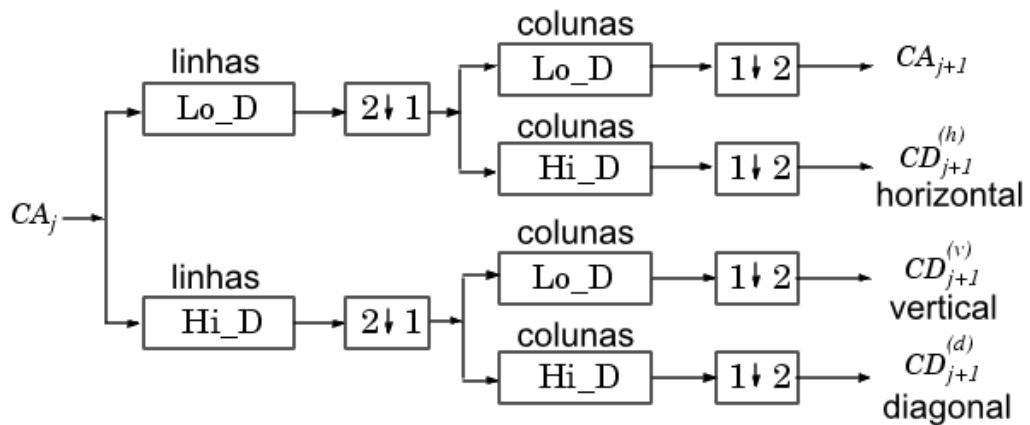 colunas
linhas
Lo_D
1↓2
CA_{j+1}
Lo_D
2↓1
colunas
Hi_D
1↓2
CD_{j+1}^{(h)}
horizontal
CA_j
colunas
linhas
Lo_D
1↓2
CD_{j+1}^{(v)}
vertical
Hi_D
2↓1
colunas
Hi_D
1↓2
CD_{j+1}^{(d)}
diagonal